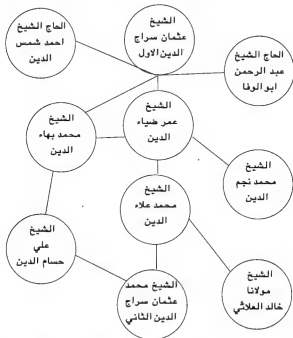 الحاج الشيخ
احمد شمس
الدين
الشيخ
عثمان سراج
الدين الاول
الحاج الشيخ
عبد الرحمن
ابو الوفا
الشيخ
محمد بهاء
الدين
الشيخ
عمر ضياء
الدين
الشيخ
محمد نجم
الدين
الشيخ
محمد علاء
الدين
الشيخ
علي
حسام الدين
الشيخ محمد
عثمان سراج
الدين الثاني
الشيخ
مولانا
خالد العلاثي